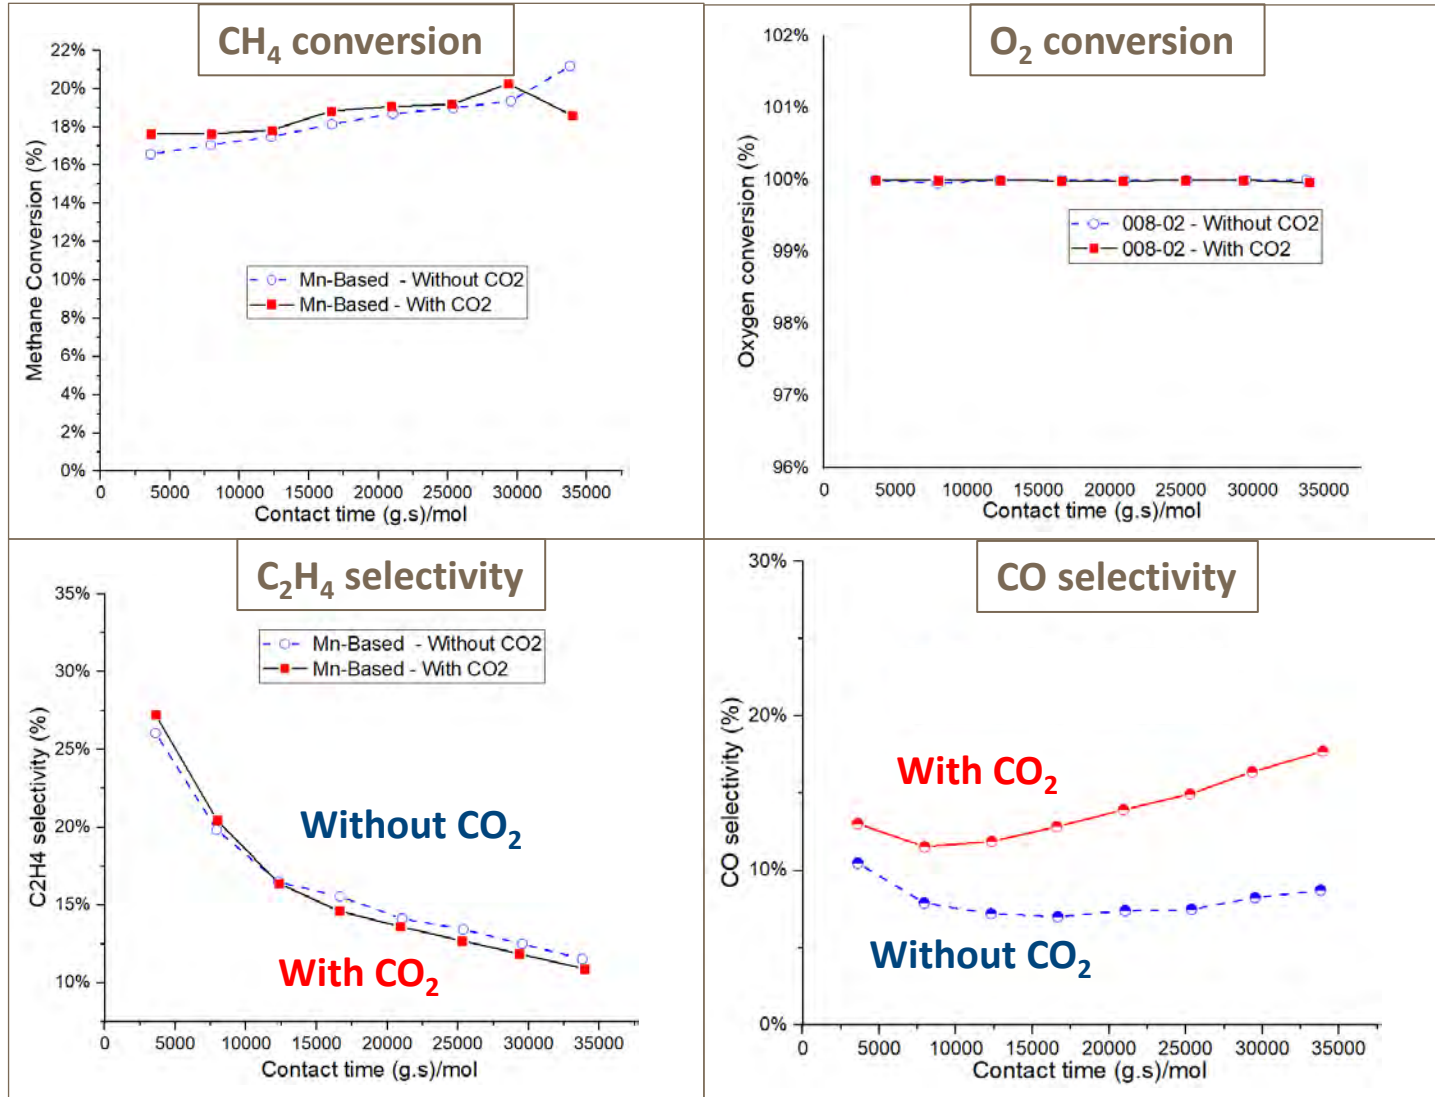 CH₄ conversion
22%
20%
18%
16%
14%
12%
10%
8%
6%
4%
2%
0%
Methane Conversion (%)
Mn-Based - Without CO2
Mn-Based - With CO2
0 5000 10000 15000 20000 25000 30000 35000
Contact time (g.s)/mol
O₂ conversion
102%
101%
100%
99%
98%
97%
96%
Oxygen conversion (%)
008-02 - Without CO2
008-02 - With CO2
0 5000 10000 15000 20000 25000 30000 35000
Contact time (g.s)/mol
C₂H₄ selectivity
35%
30%
25%
20%
15%
10%
C2H4 selectivity (%)
Mn-Based - Without CO2
Mn-Based - With CO2
Without CO₂
With CO₂
0 5000 10000 15000 20000 25000 30000 35000
Contact time (g.s)/mol
CO selectivity
30%
20%
10%
0%
CO selectivity (%)
With CO₂
Without CO₂
0 5000 10000 15000 20000 25000 30000 35000
Contact time (g.s)/mol